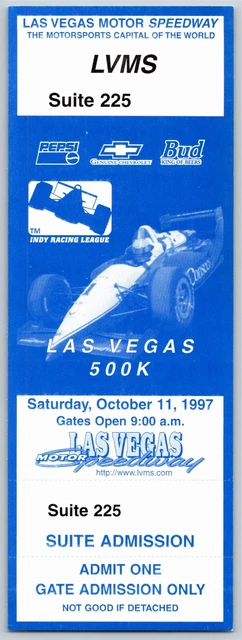 LAS VEGAS MOTOR SPEEDWAY
THE MOTORSPORTS CAPITAL OF THE WORLD
LVMS
Suite 225
PEPSI
CHEVROLET
GENUINE CHEVROLET
Bud
KING OF BEERS
TM
INDY RACING LEAGUE
LAS VEGAS
500K
Saturday, October 11, 1997
Gates Open 9:00 a.m.
LAS VEGAS
MOTOR Speedway
http://www.lvms.com
Suite 225
SUITE ADMISSION
ADMIT ONE
GATE ADMISSION ONLY
NOT GOOD IF DETACHED